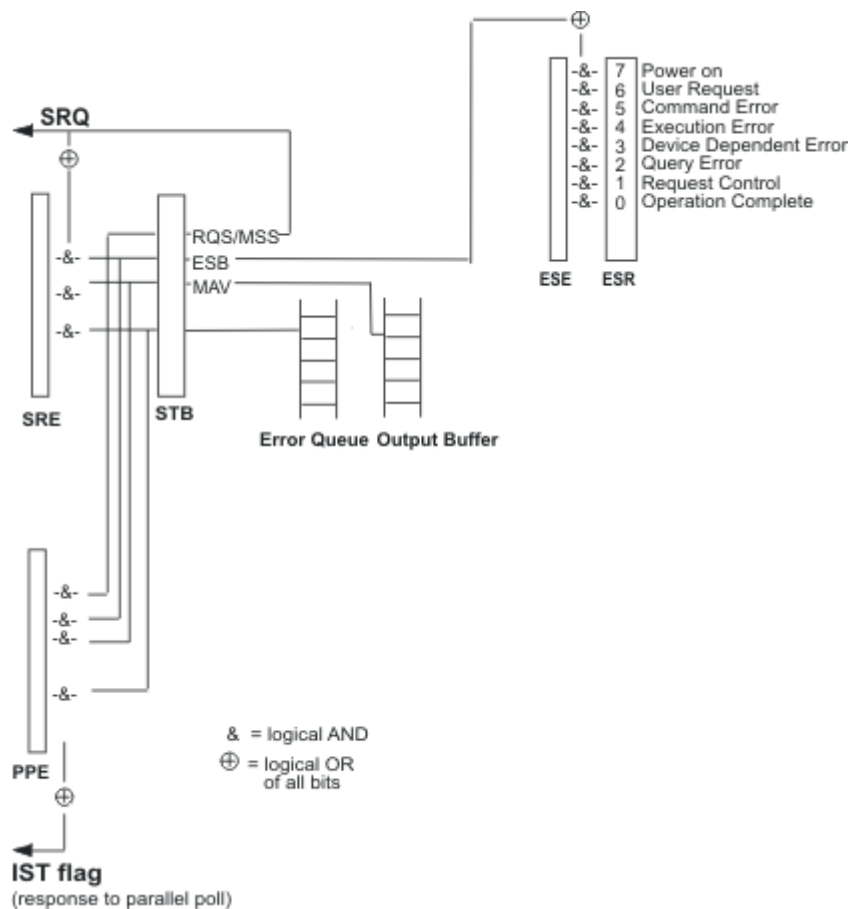 -&- 7 Power on
-&- 6 User Request
-&- 5 Command Error
-&- 4 Execution Error
-&- 3 Device Dependent Error
-&- 2 Query Error
-&- 1 Request Control
-&- 0 Operation Complete
ESE ESR
SRQ
RQS/MSS
-&- ESB
-&- MAV
-&-
SRE STB
Error Queue Output Buffer
-&-
-&-
-&-
-&-
PPE
& = logical AND
⊕ = logical OR
of all bits
IST flag
(response to parallel poll)